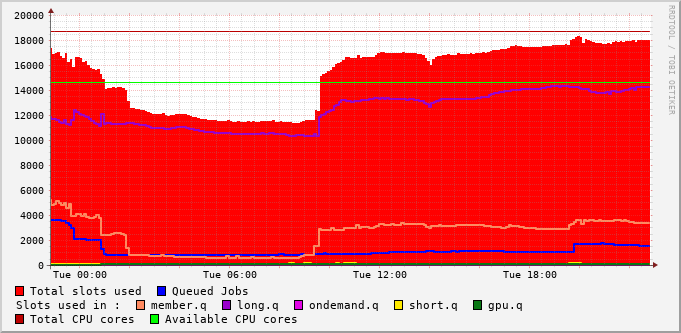 20000
18000
16000
14000
12000
10000
8000
6000
4000
2000
0
Tue 00:00 Tue 06:00 Tue 12:00 Tue 18:00
RRDTOOL / TOBI OETIKER
Total slots used Queued Jobs
Slots used in : member.q long.q ondemand.q short.q gpu.q
Total CPU cores Available CPU cores